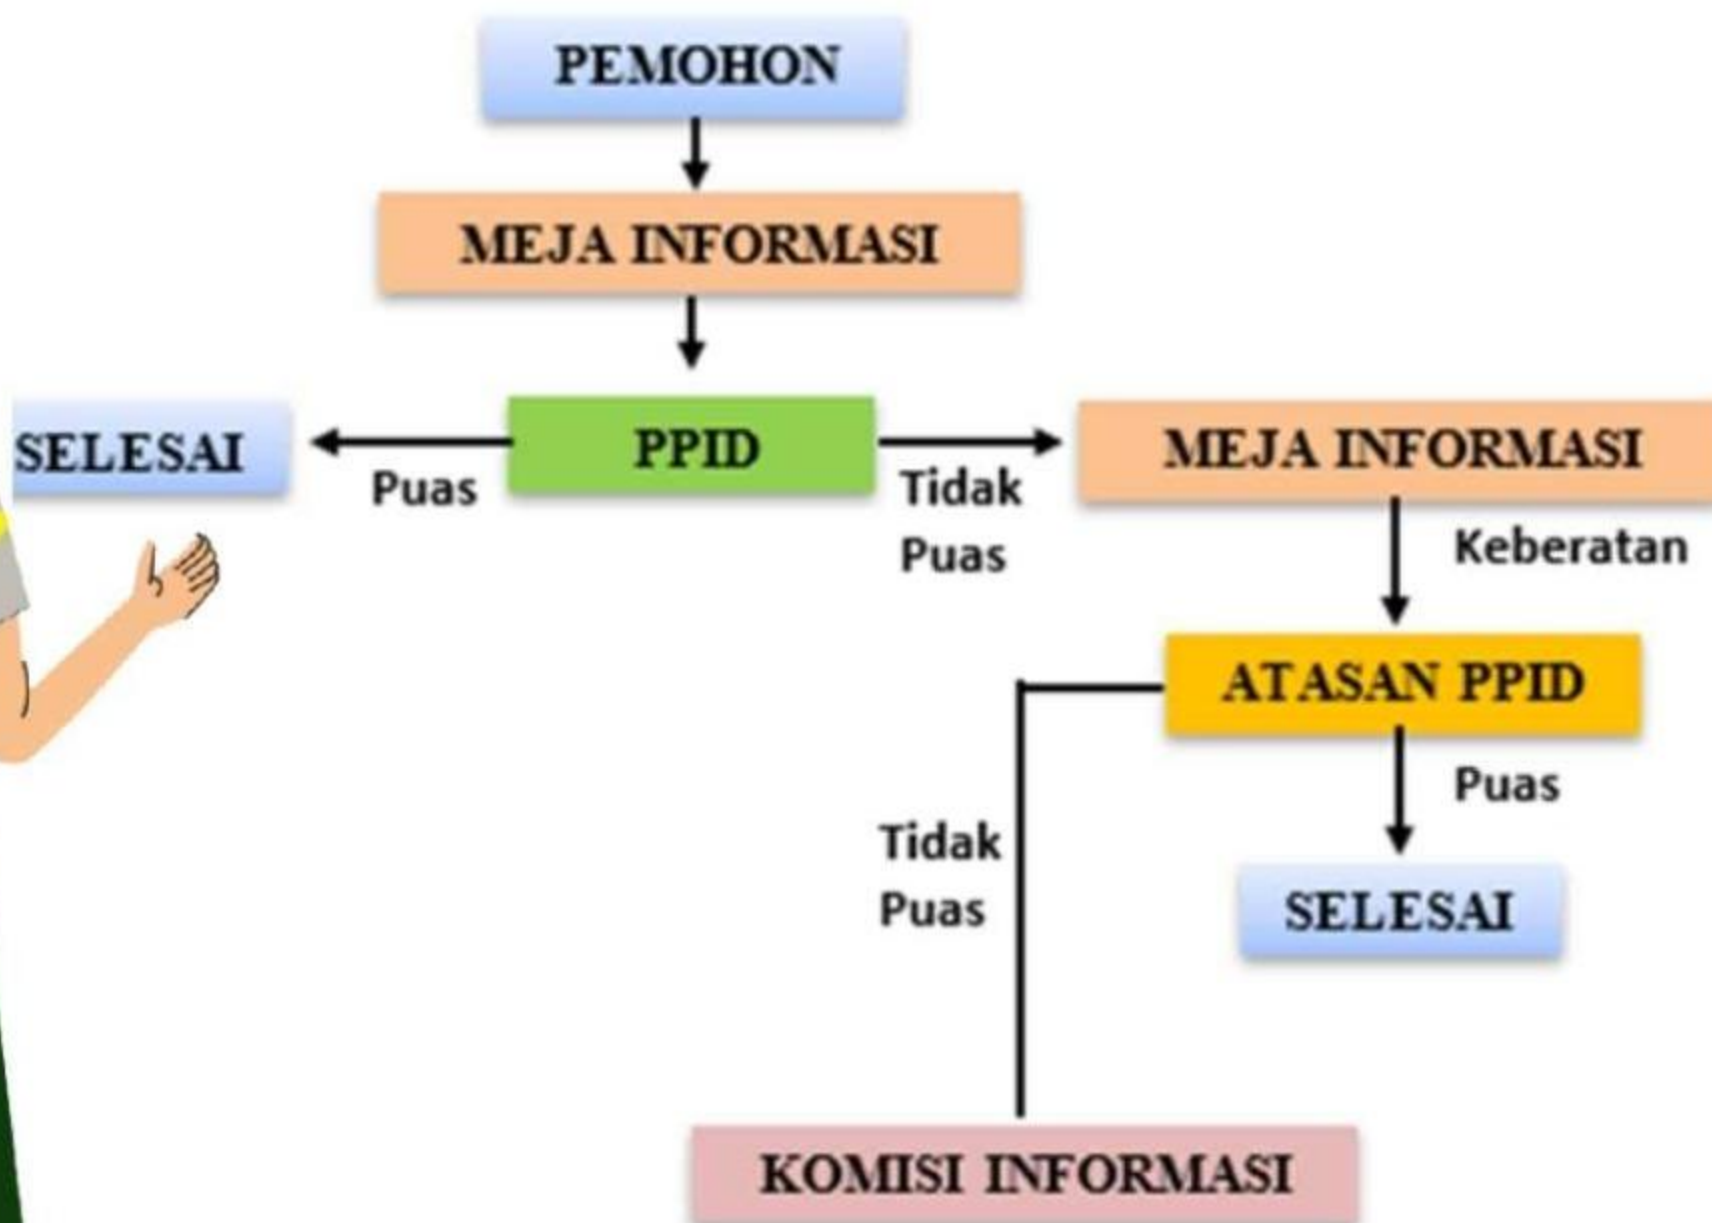 PEMOHON
MEJA INFORMASI
SELESAI
Puas
PPID
Tidak
Puas
MEJA INFORMASI
Keberatan
ATASAN PPID
Puas
Tidak
Puas
SELESAI
KOMISI INFORMASI